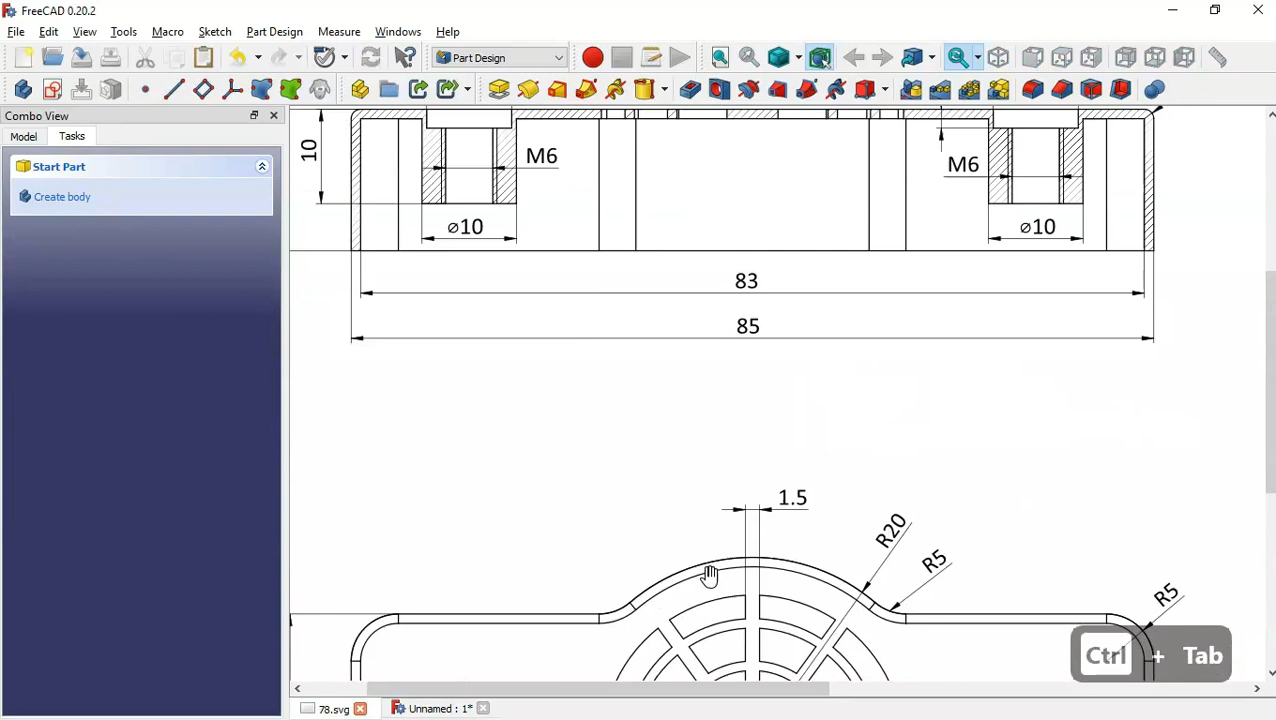 FreeCAD 0.20.2
File Edit View Tools Macro Sketch Part Design Measure Windows Help
Part Design
Combo View
Model Tasks
Start Part
Create body
10
M6
M6
⌀10
⌀10
83
85
1.5
R20
R5
R5
Ctrl + Tab
78.svg
Unnamed : 1*